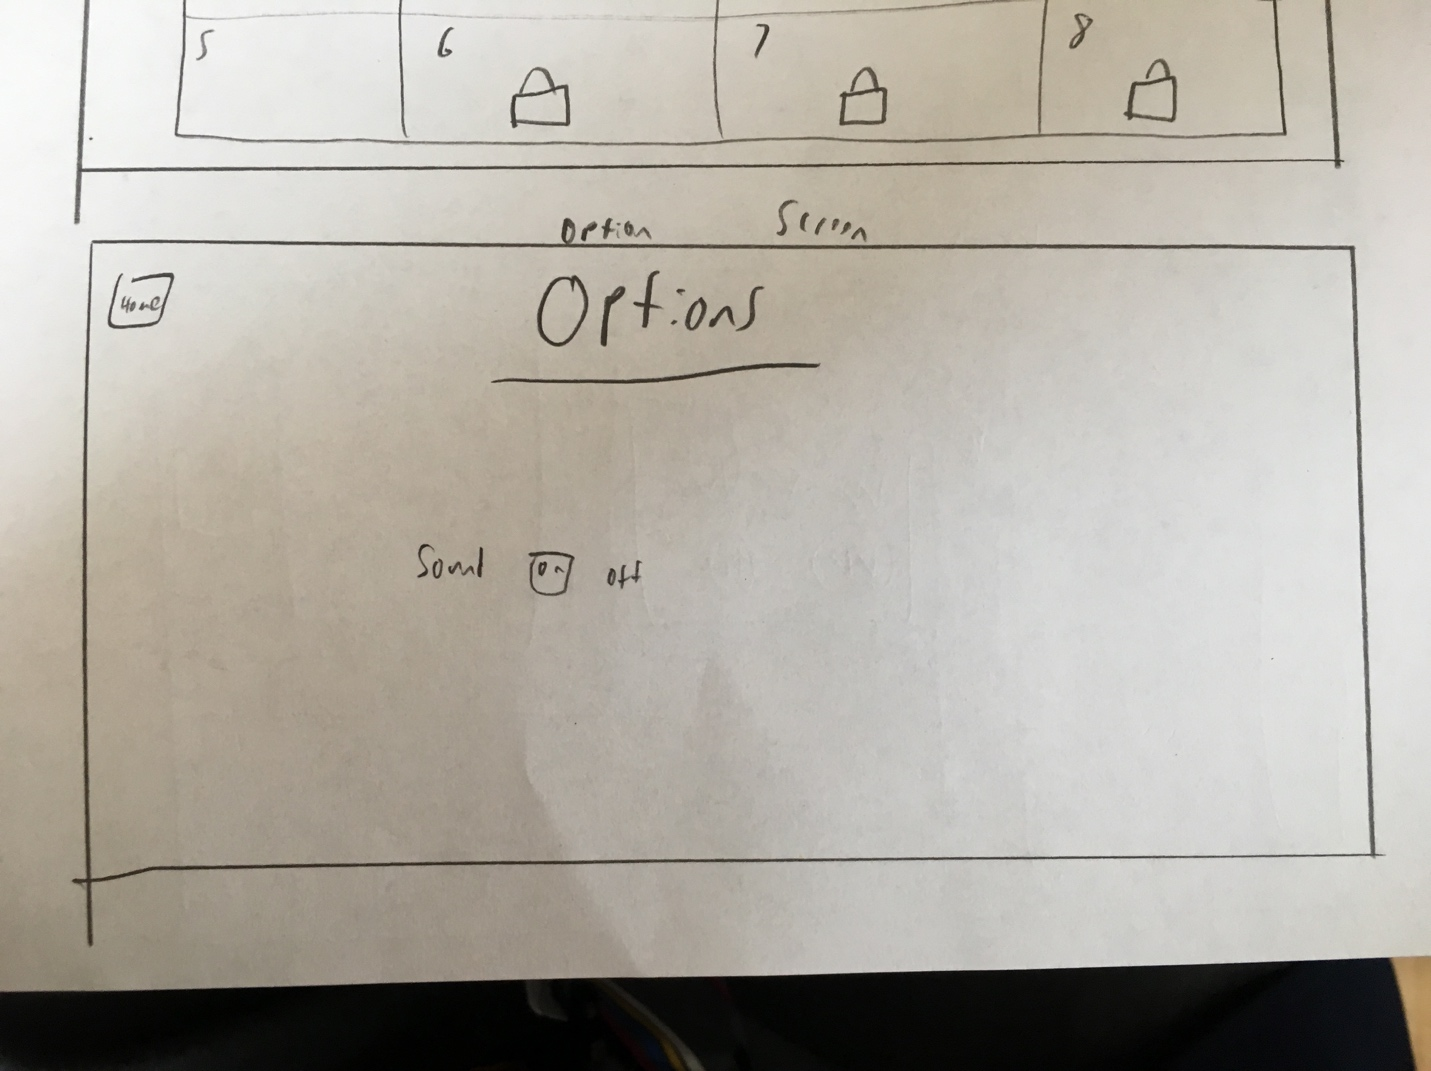 5 6 7 8
Option Screen
Home
Options
Sound On Off